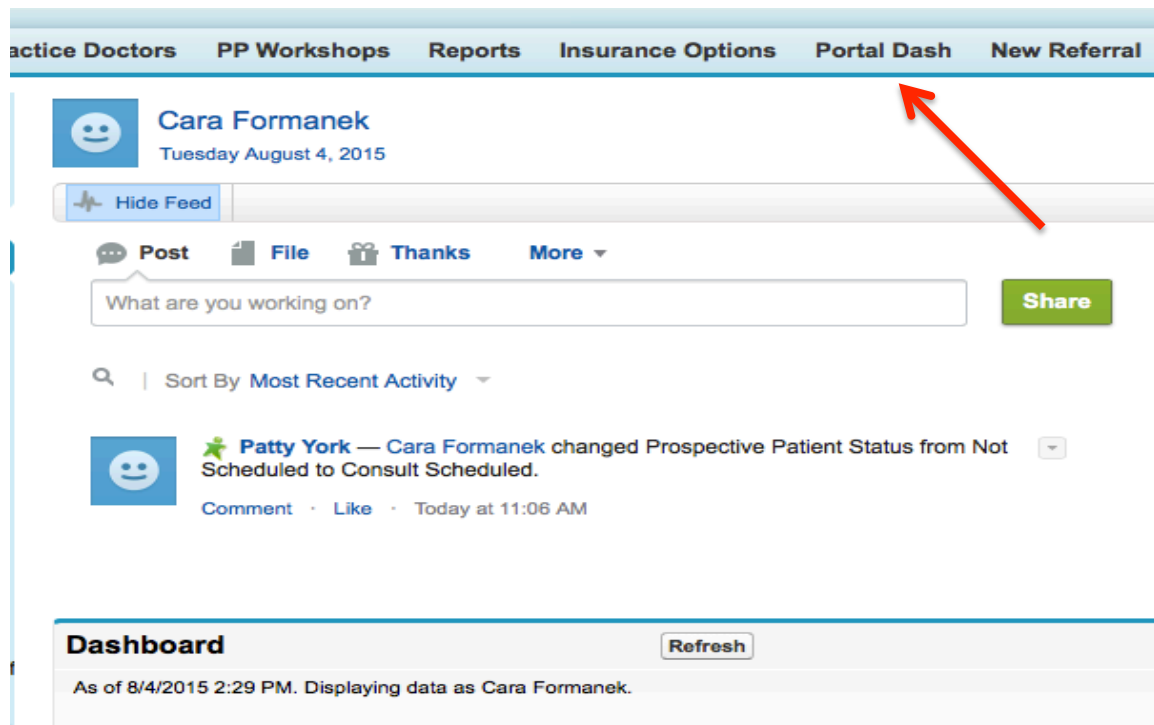 actice Doctors PP Workshops Reports Insurance Options Portal Dash New Referral
Cara Formanek
Tuesday August 4, 2015
Hide Feed
Post File Thanks More
What are you working on? Share
Sort By Most Recent Activity
Patty York — Cara Formanek changed Prospective Patient Status from Not
Scheduled to Consult Scheduled.
Comment · Like · Today at 11:06 AM
Dashboard Refresh
f
As of 8/4/2015 2:29 PM. Displaying data as Cara Formanek.